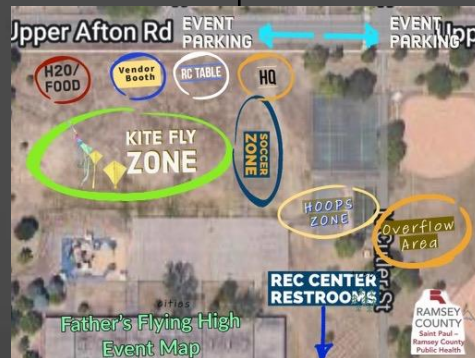 Upper Afton Rd
EVENT
PARKING
EVENT
PARKING
Upp
H20/
FOOD
Vendor
Booth
RC TABLE
HQ
KITE FLY
ZONE
SOCCER
ZONE
HOOPS
ZONE
Overflow
Area
REC CENTER
RESTROOMS
Father's Flying High
Event Map
RAMSEY
COUNTY
Saint Paul –
Ramsey County
Public Health